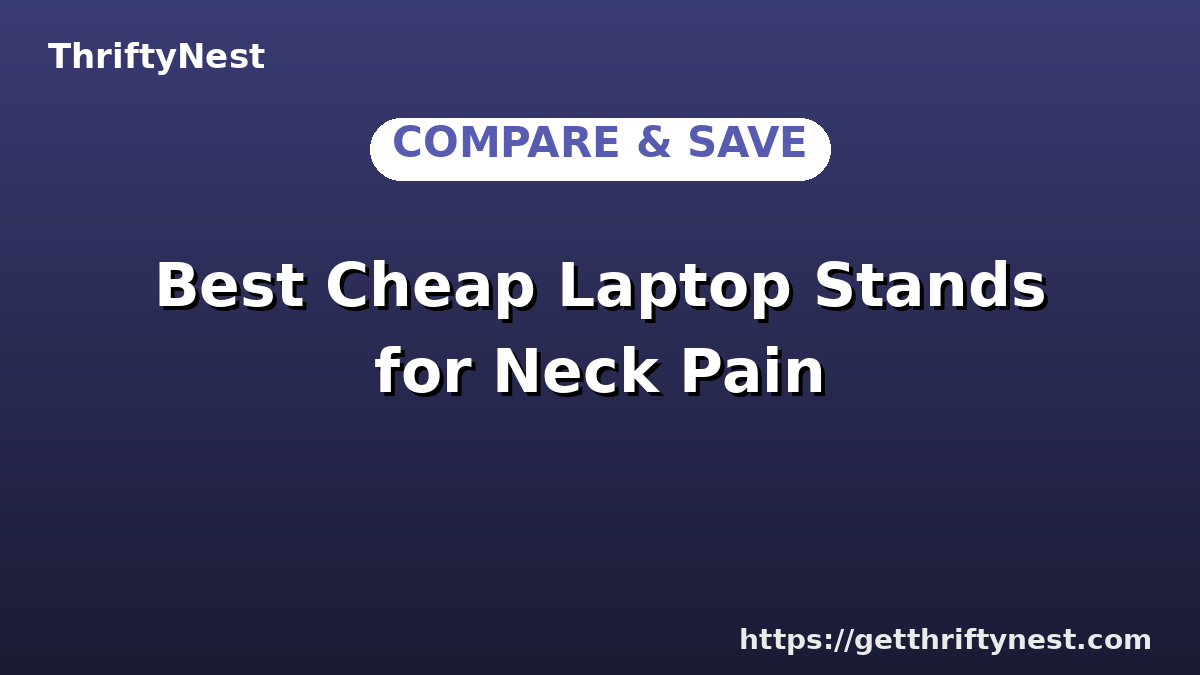 ThriftyNest
COMPARE & SAVE
Best Cheap Laptop Stands
for Neck Pain
https://getthriftynest.com